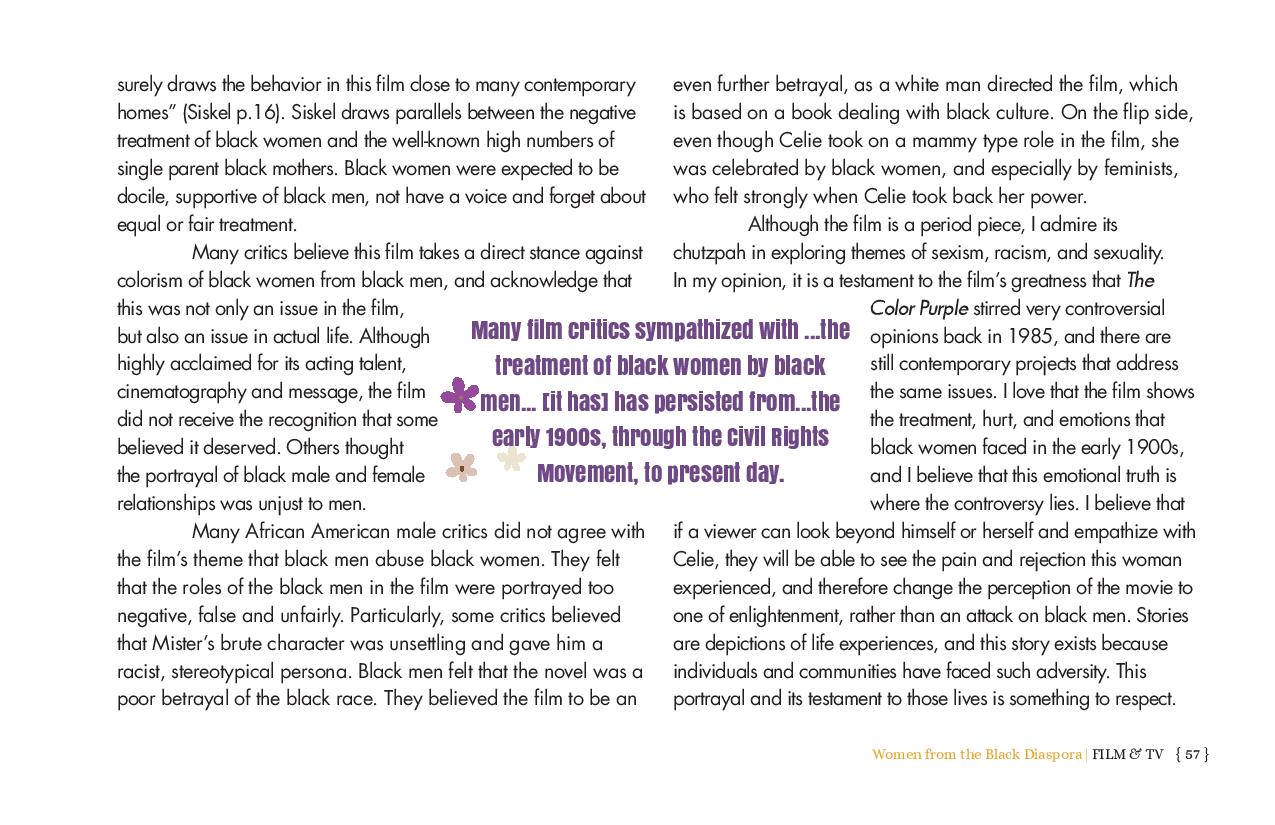 surely draws the behavior in this film close to many contemporary
homes” (Siskel p.16). Siskel draws parallels between the negative
treatment of black women and the well-known high numbers of
single parent black mothers. Black women were expected to be
docile, supportive of black men, not have a voice and forget about
equal or fair treatment.
Many critics believe this film takes a direct stance against
colorism of black women from black men, and acknowledge that
this was not only an issue in the film,
but also an issue in actual life. Although
highly acclaimed for its acting talent,
cinematography and message, the film
did not receive the recognition that some
believed it deserved. Others thought
the portrayal of black male and female
relationships was unjust to men.
Many African American male critics did not agree with
the film’s theme that black men abuse black women. They felt
that the roles of the black men in the film were portrayed too
negative, false and unfairly. Particularly, some critics believed
that Mister’s brute character was unsettling and gave him a
racist, stereotypical persona. Black men felt that the novel was a
poor betrayal of the black race. They believed the film to be an
Many film critics sympathized with ...the
treatment of black women by black
men... [it has] has persisted from...the
early 1900s, through the Civil Rights
Movement, to present day.
even further betrayal, as a white man directed the film, which
is based on a book dealing with black culture. On the flip side,
even though Celie took on a mammy type role in the film, she
was celebrated by black women, and especially by feminists,
who felt strongly when Celie took back her power.
Although the film is a period piece, I admire its
chutzpah in exploring themes of sexism, racism, and sexuality.
In my opinion, it is a testament to the film’s greatness that The
Color Purple stirred very controversial
opinions back in 1985, and there are
still contemporary projects that address
the same issues. I love that the film shows
the treatment, hurt, and emotions that
black women faced in the early 1900s,
and I believe that this emotional truth is
where the controversy lies. I believe that
if a viewer can look beyond himself or herself and empathize with
Celie, they will be able to see the pain and rejection this woman
experienced, and therefore change the perception of the movie to
one of enlightenment, rather than an attack on black men. Stories
are depictions of life experiences, and this story exists because
individuals and communities have faced such adversity. This
portrayal and its testament to those lives is something to respect.
Women from the Black Diaspora | FILM & TV { 57 }